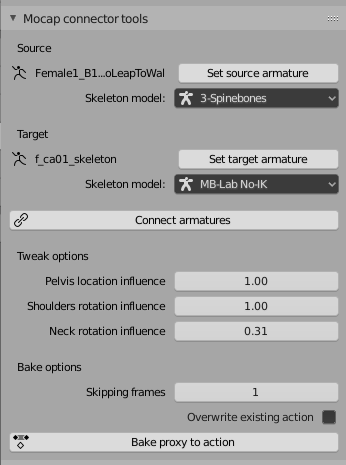 Mocap connector tools
Source
Female1_B1...oLeapToWal Set source armature
Skeleton model: 3-Spinebones
Target
f_ca01_skeleton Set target armature
Skeleton model: MB-Lab No-IK
Connect armatures
Tweak options
Pelvis location influence 1.00
Shoulders rotation influence 1.00
Neck rotation influence 0.31
Bake options
Skipping frames 1
Overwrite existing action
Bake proxy to action